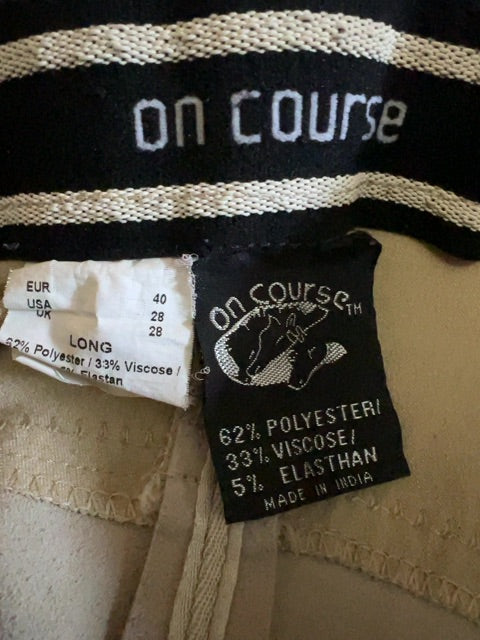 on course
EUR 40
USA 28
UK 28
LONG
62% Polyester / 33% Viscose /
Elastan
on course TM
62% POLYESTER/
33% VISCOSE/
5% ELASTHAN
MADE IN INDIA